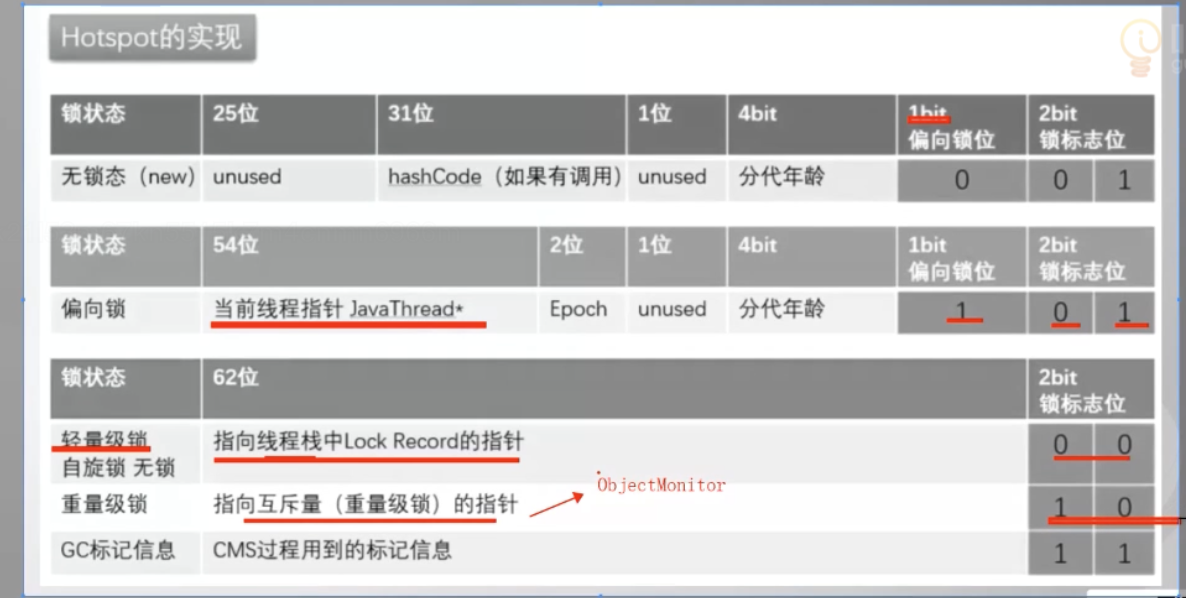 Hotspot的实现
锁状态 25位 31位 1位 4bit 1bit 偏向锁位 2bit 锁标志位
无锁态（new） unused hashCode（如果有调用） unused 分代年龄 0 0 1
锁状态 54位 2位 1位 4bit 1bit 偏向锁位 2bit 锁标志位
偏向锁 当前线程指针 JavaThread* Epoch unused 分代年龄 1 0 1
锁状态 62位 2bit 锁标志位
轻量级锁 自旋锁 无锁 指向线程栈中Lock Record的指针 0 0
重量级锁 指向互斥量（重量级锁）的指针 ObjectMonitor 1 0
GC标记信息 CMS过程用到的标记信息 1 1